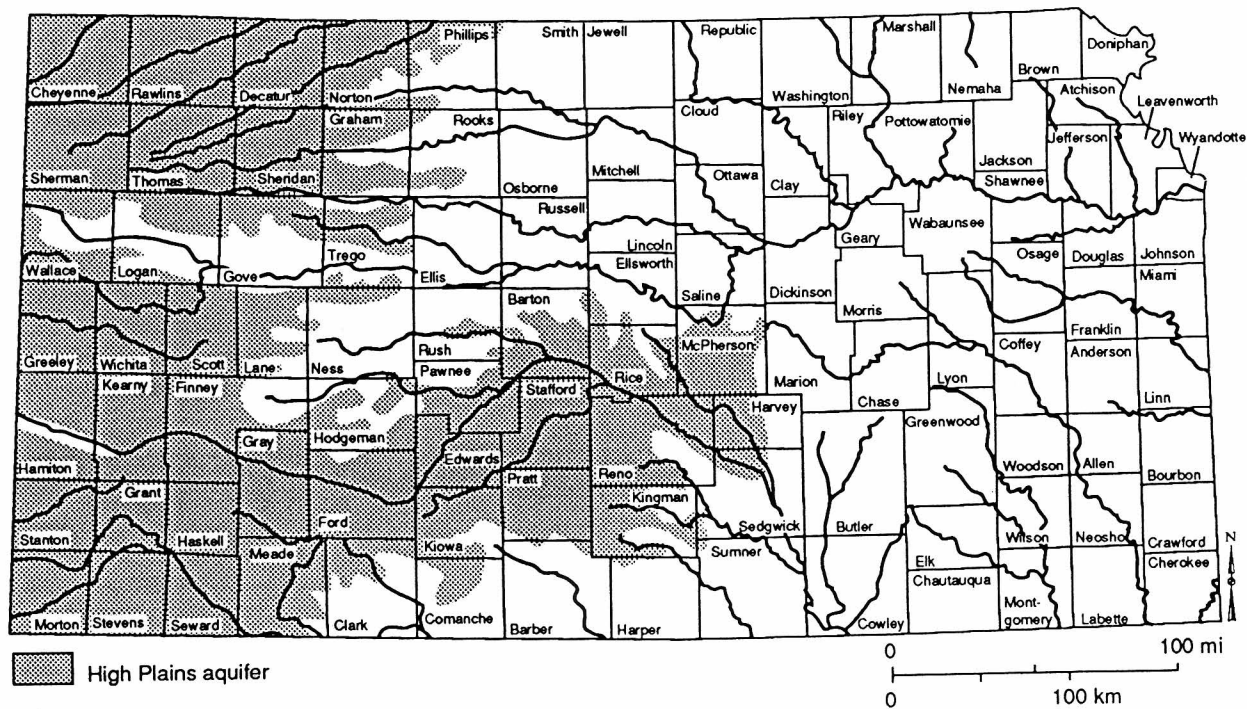 Phillips
Smith
Jewell
Republic
Marshall
Doniphan
Cheyenne
Rawlins
Decatur
Norton
Washington
Nemaha
Brown
Atchison
Leavenworth
Graham
Rooks
Cloud
Riley
Pottowatomie
Jefferson
Wyandotte
Sherman
Thomas
Sheridan
Osborne
Mitchell
Ottawa
Clay
Jackson
Shawnee
Russell
Lincoln
Geary
Wabaunsee
Wallace
Logan
Gove
Trego
Ellis
Ellsworth
Saline
Dickinson
Osage
Douglas
Johnson
Miami
Barton
Morris
Greeley
Wichita
Scott
Lane
Ness
Rush
McPherson
Coffey
Franklin
Anderson
Kearny
Finney
Pawnee
Stafford
Rice
Marion
Chase
Lyon
Linn
Harvey
Hamilton
Gray
Hodgeman
Edwards
Greenwood
Woodson
Allen
Bourbon
Grant
Pratt
Reno
Kingman
Stanton
Haskell
Ford
Meade
Kiowa
Sedgwick
Butler
Sumner
Wilson
Neosho
Crawford
Elk
Cherokee
Chautauqua
Morton
Stevens
Seward
Clark
Comanche
Barber
Harper
Cowley
Mont-
gomery
Labette
N
High Plains aquifer
0
100 mi
0
100 km